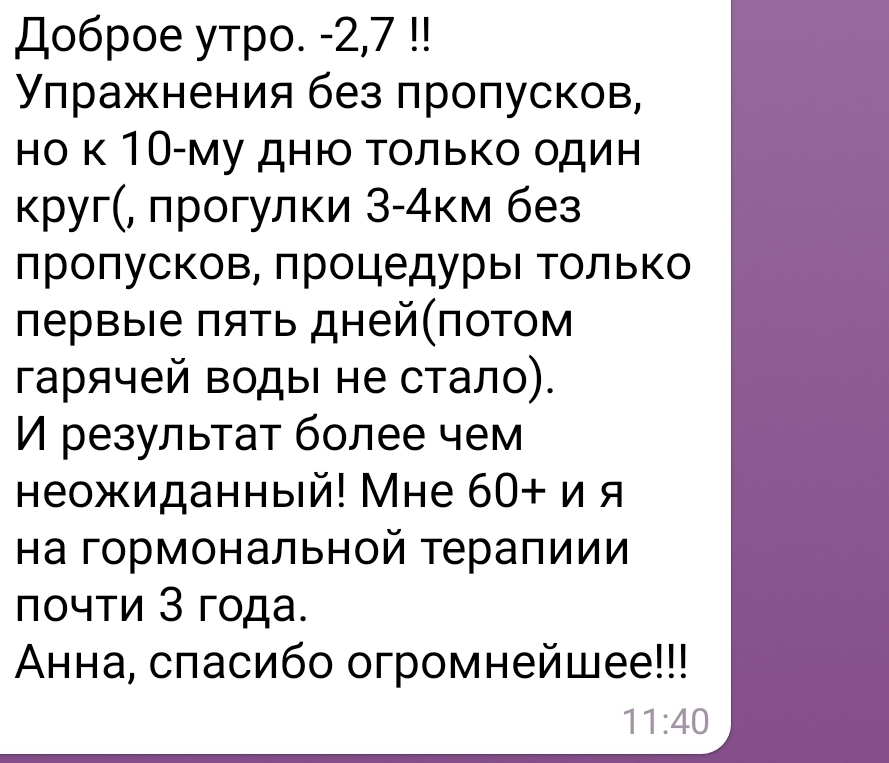 Доброе утро. -2,7 !!
Упражнения без пропусков,
но к 10-му дню только один
круг(, прогулки 3-4км без
пропусков, процедуры только
первые пять дней(потом
гарячей воды не стало).
И результат более чем
неожиданный! Мне 60+ и я
на гормональной терапиии
почти 3 года.
Анна, спасибо огромнейшее!!!
11:40